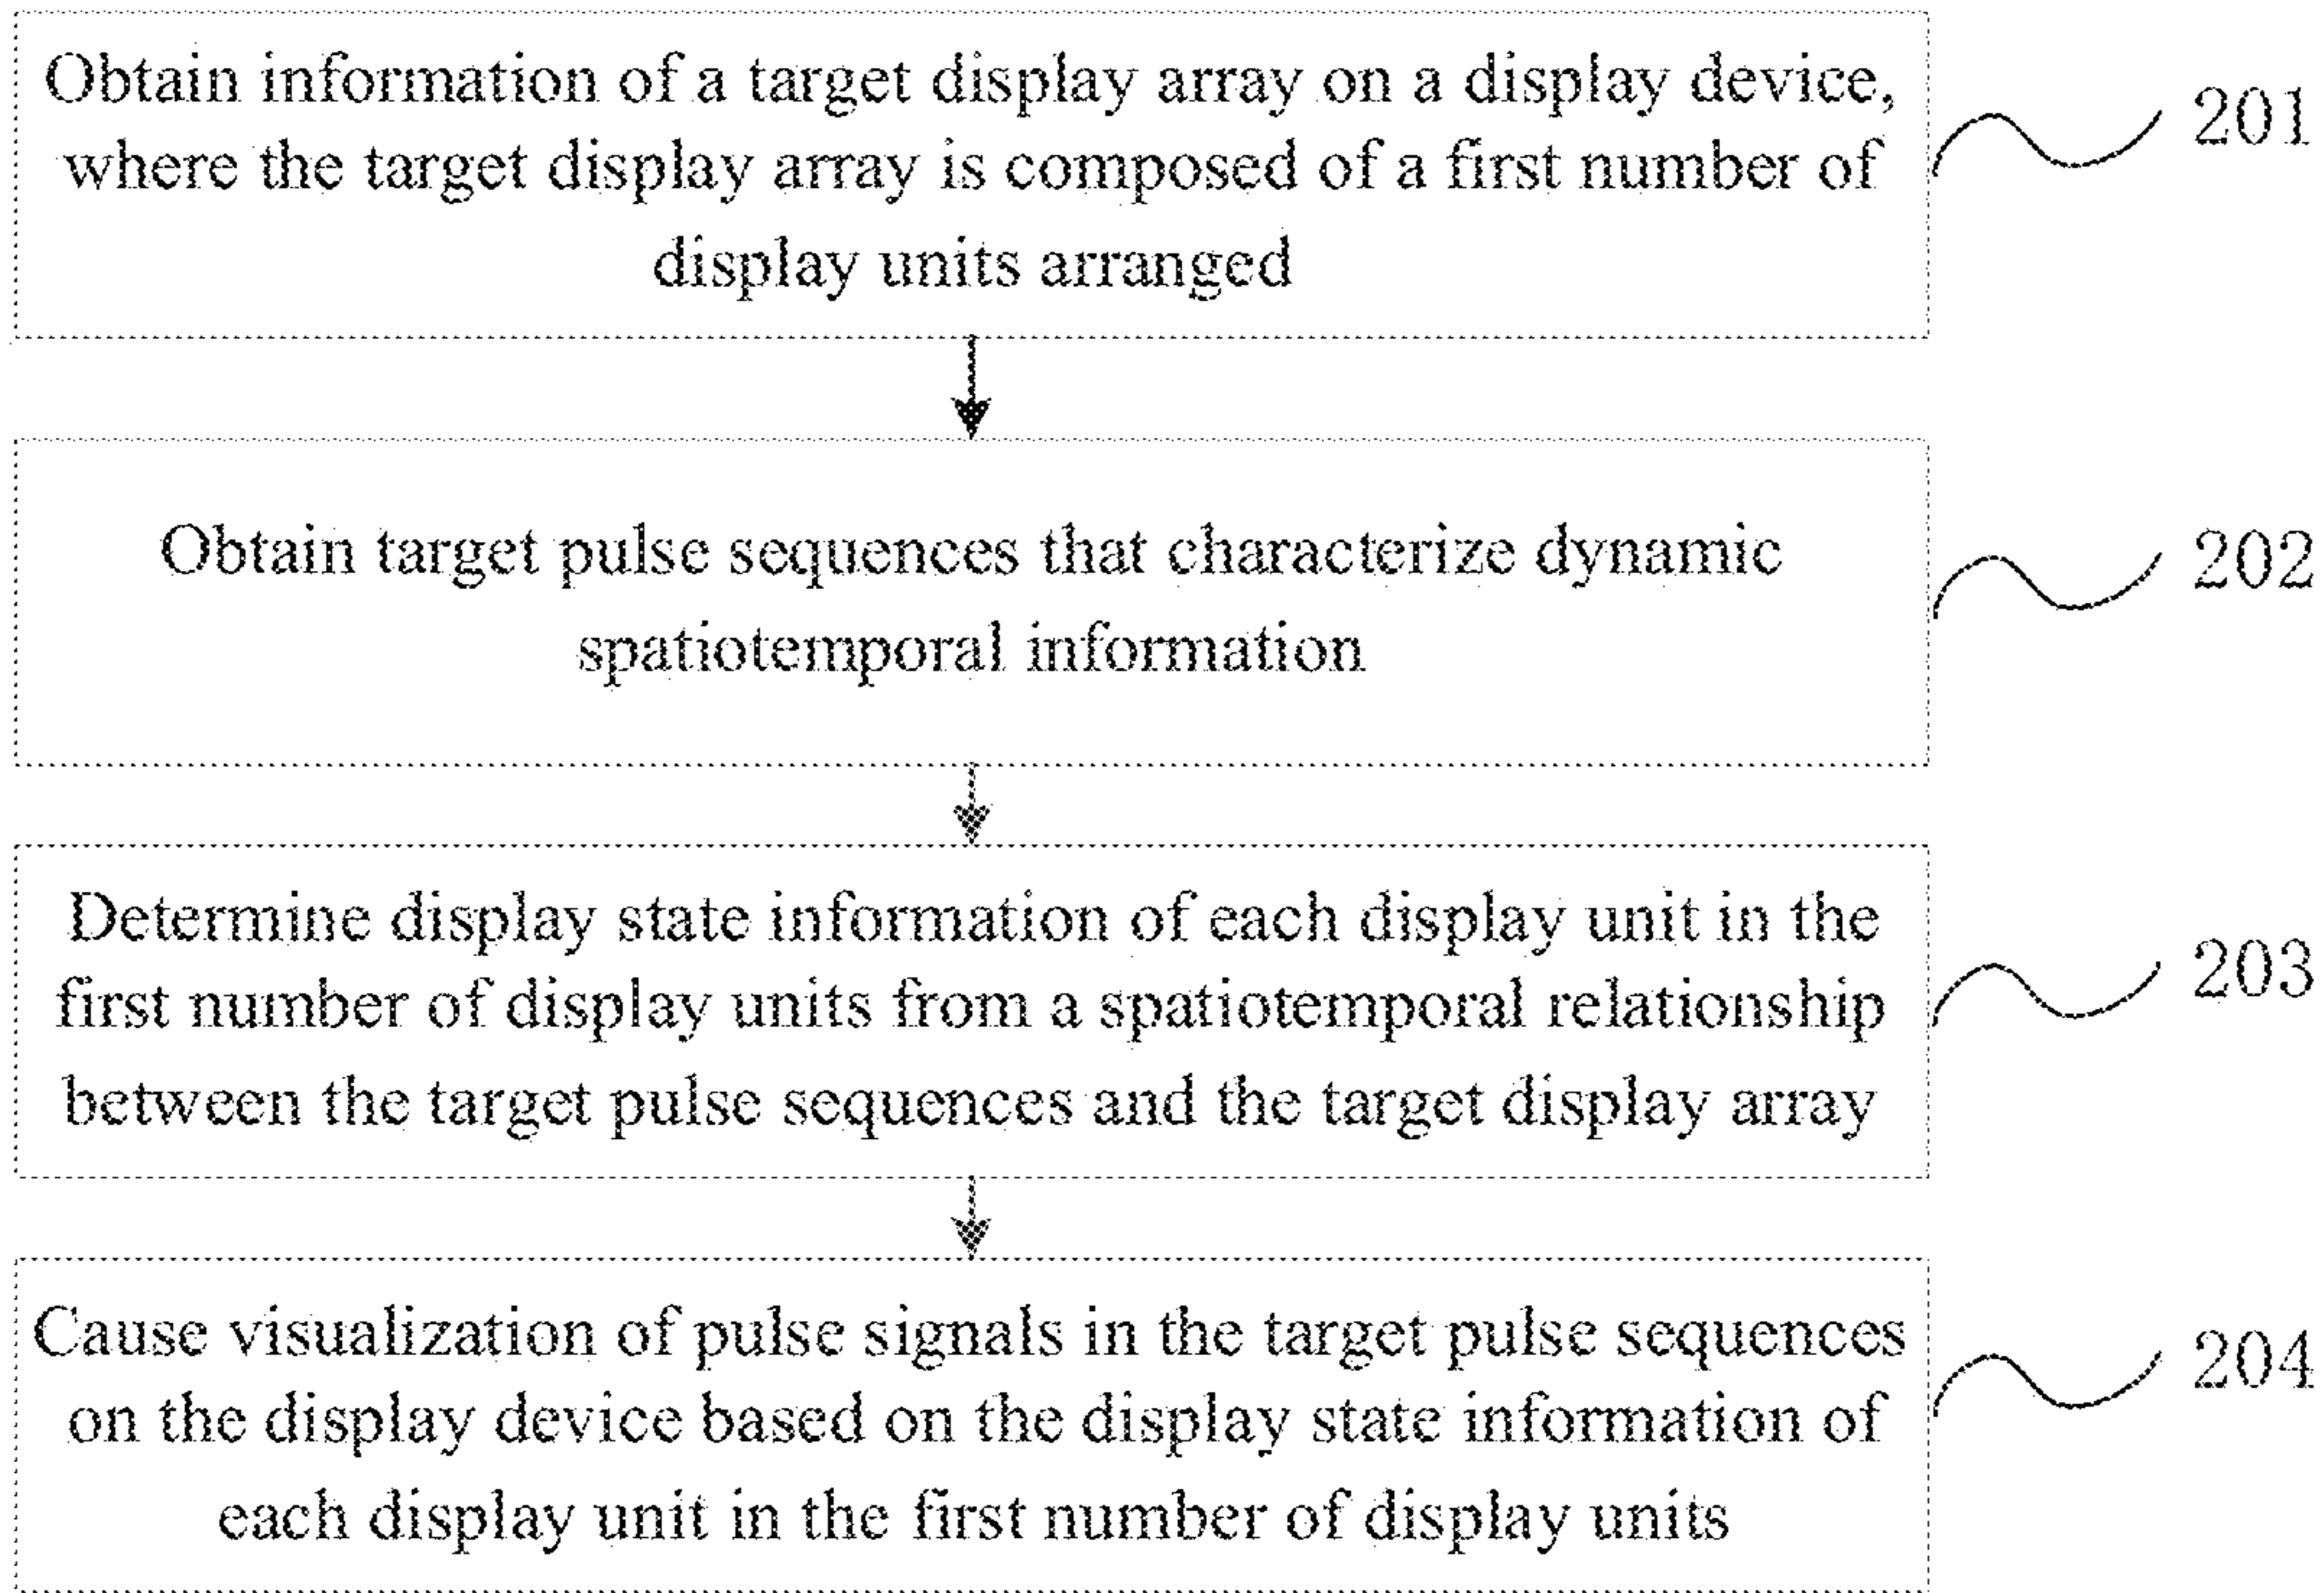 Obtain information of a target display array on a display device,
where the target display array is composed of a first number of
display units arranged
201
Obtain target pulse sequences that characterize dynamic
spatiotemporal information
202
Determine display state information of each display unit in the
first number of display units from a spatiotemporal relationship
between the target pulse sequences and the target display array
203
Cause visualization of pulse signals in the target pulse sequences
on the display device based on the display state information of
each display unit in the first number of display units
204